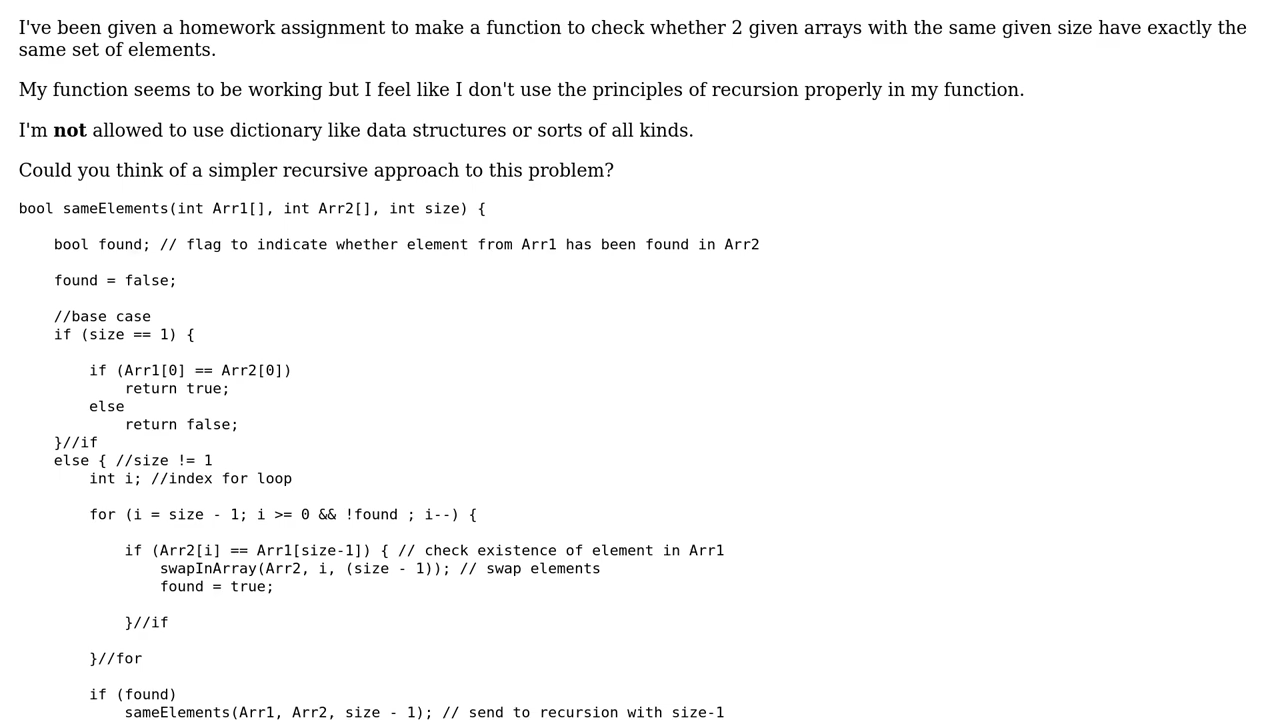 I've been given a homework assignment to make a function to check whether 2 given arrays with the same given size have exactly the
same set of elements.
My function seems to be working but I feel like I don't use the principles of recursion properly in my function.
I'm not allowed to use dictionary like data structures or sorts of all kinds.
Could you think of a simpler recursive approach to this problem?
bool sameElements(int Arr1[], int Arr2[], int size) {
    bool found; // flag to indicate whether element from Arr1 has been found in Arr2
    found = false;
    //base case
    if (size == 1) {
        if (Arr1[0] == Arr2[0])
            return true;
        else
            return false;
    }//if
    else { //size != 1
        int i; //index for loop
        for (i = size - 1; i >= 0 && !found ; i--) {
            if (Arr2[i] == Arr1[size-1]) { // check existence of element in Arr1
                swapInArray(Arr2, i, (size - 1)); // swap elements
                found = true;
            }//if
        }//for
        if (found)
            sameElements(Arr1, Arr2, size - 1); // send to recursion with size-1